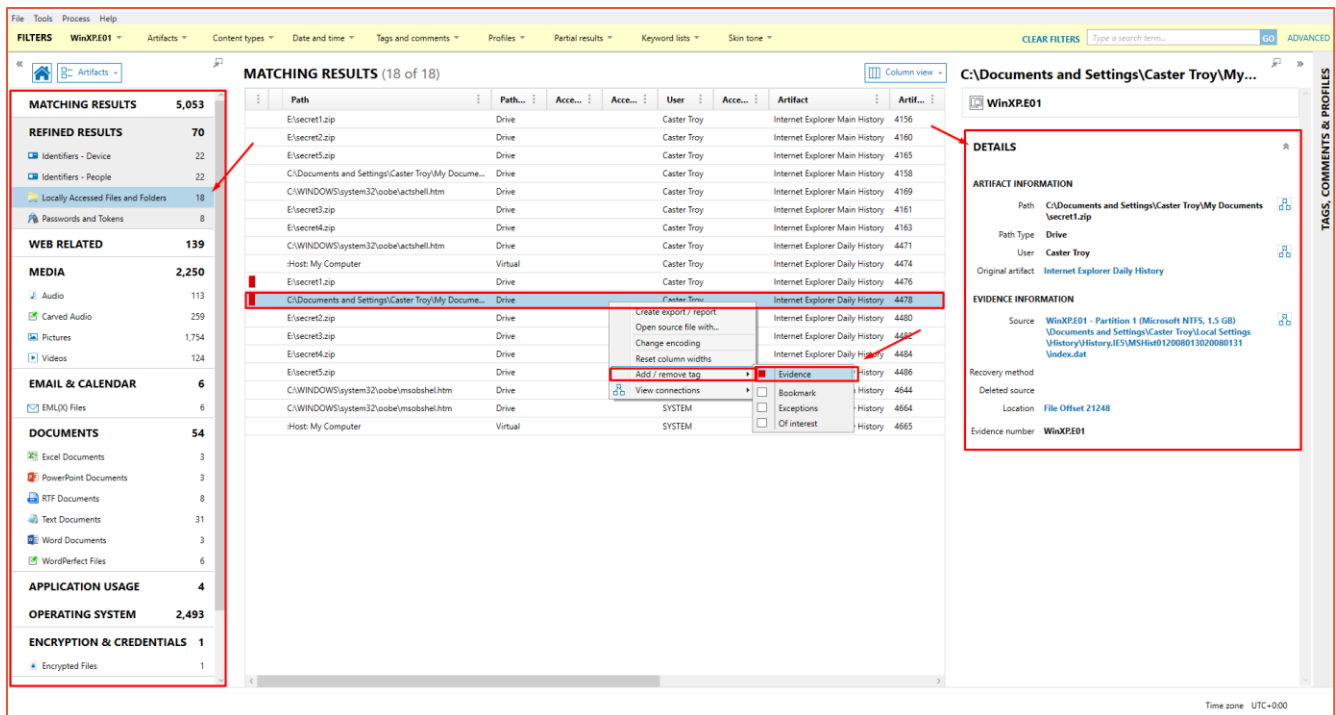 File Tools Process Help
FILTERS WinXP.E01 Artifacts Content types Date and time Tags and comments Profiles Partial results Keyword lists Skin tone CLEAR FILTERS Type a search term... GO ADVANCED
Artifacts
MATCHING RESULTS 5,053
REFINED RESULTS 70
Identifiers - Device 22
Identifiers - People 22
Locally Accessed Files and Folders 18
Passwords and Tokens 8
WEB RELATED 139
MEDIA 2,250
Audio 113
Carved Audio 259
Pictures 1,754
Videos 124
EMAIL & CALENDAR 6
EML(X) Files 6
DOCUMENTS 54
Excel Documents 3
PowerPoint Documents 3
RTF Documents 8
Text Documents 31
Word Documents 3
WordPerfect Files 6
APPLICATION USAGE 4
OPERATING SYSTEM 2,493
ENCRYPTION & CREDENTIALS 1
Encrypted Files 1
MATCHING RESULTS (18 of 18) Column view
Path Path... Acce... Acce... User Acce... Artifact Artif...
E:\secret1.zip Drive Caster Troy Internet Explorer Main History 4156
E:\secret2.zip Drive Caster Troy Internet Explorer Main History 4160
E:\secret5.zip Drive Caster Troy Internet Explorer Main History 4165
C:\Documents and Settings\Caster Troy\My Docume... Drive Caster Troy Internet Explorer Main History 4158
C:\WINDOWS\system32\oobe\actshell.htm Drive Caster Troy Internet Explorer Main History 4169
E:\secret3.zip Drive Caster Troy Internet Explorer Main History 4161
E:\secret4.zip Drive Caster Troy Internet Explorer Main History 4163
C:\WINDOWS\system32\oobe\actshell.htm Drive Caster Troy Internet Explorer Daily History 4471
:Host: My Computer Virtual Caster Troy Internet Explorer Daily History 4474
E:\secret1.zip Drive Caster Troy Internet Explorer Daily History 4476
C:\Documents and Settings\Caster Troy\My Docume... Drive Caster Troy Internet Explorer Daily History 4478
E:\secret2.zip Drive Internet Explorer Daily History 4480
E:\secret3.zip Drive Internet Explorer Daily History 4482
E:\secret4.zip Drive Internet Explorer Daily History 4484
E:\secret5.zip Drive History 4486
C:\WINDOWS\system32\oobe\msobshel.htm Drive History 4644
C:\WINDOWS\system32\oobe\msobshel.htm Drive SYSTEM History 4664
:Host: My Computer Virtual SYSTEM History 4665
Create export / report
Open source file with...
Change encoding
Reset column widths
Add / remove tag
View connections
Evidence
Bookmark
Exceptions
Of interest
C:\Documents and Settings\Caster Troy\My...
WinXP.E01
DETAILS
ARTIFACT INFORMATION
Path C:\Documents and Settings\Caster Troy\My Documents
\secret1.zip
Path Type Drive
User Caster Troy
Original artifact Internet Explorer Daily History
EVIDENCE INFORMATION
Source WinXP.E01 - Partition 1 (Microsoft NTFS, 1.5 GB)
\Documents and Settings\Caster Troy\Local Settings
\History\History.IE5\MSHist012008013020080131
\index.dat
Recovery method
Deleted source
Location File Offset 21248
Evidence number WinXP.E01
TAGS, COMMENTS & PROFILES
Time zone UTC+0:00